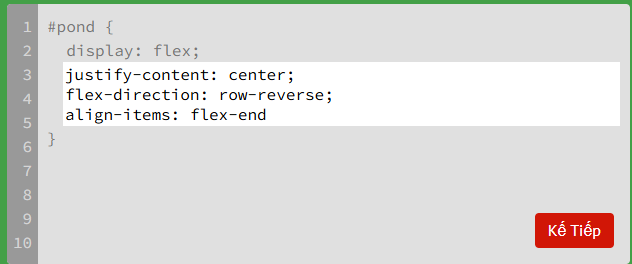 1 #pond {
2 display: flex;
3 justify-content: center;
4 flex-direction: row-reverse;
5 align-items: flex-end
6 }
7
8
9
10
Kế Tiếp